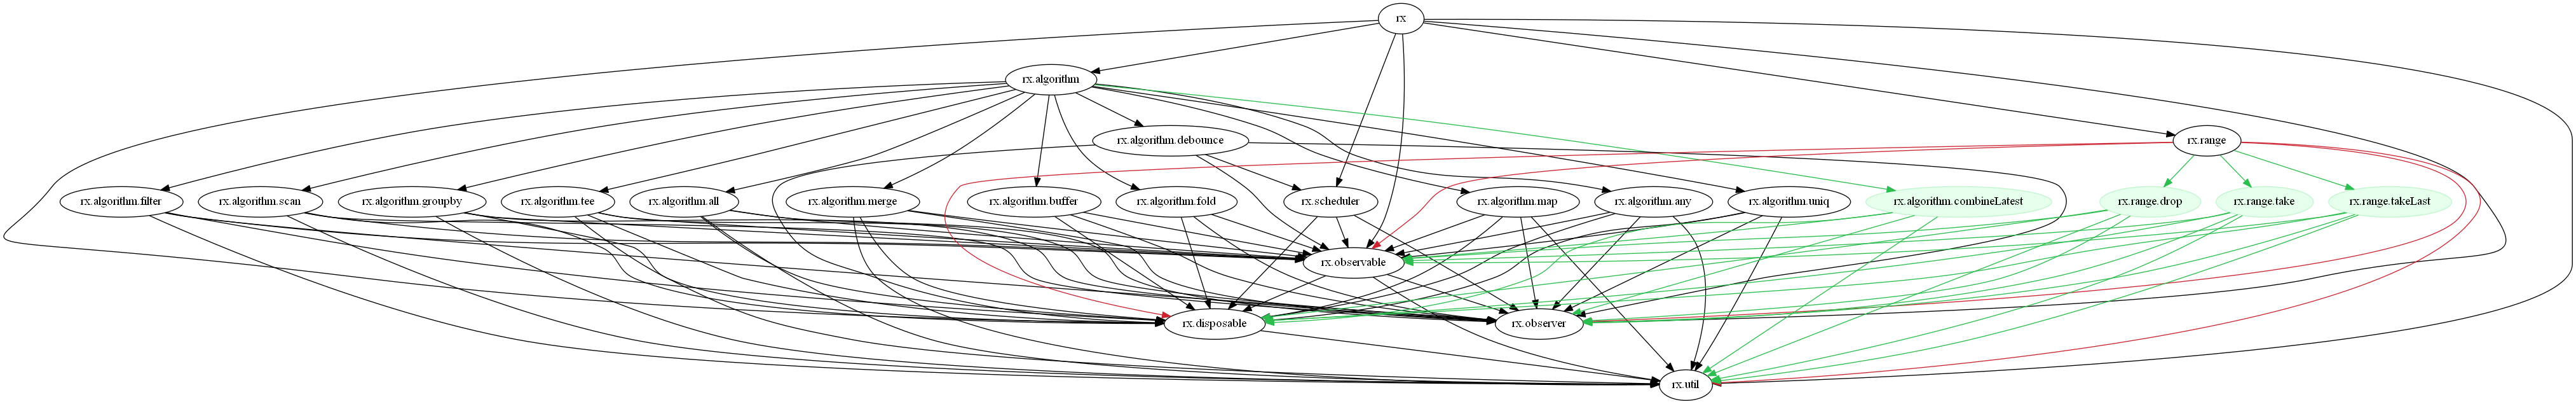 rx
rx.algorithm
rx.algorithm.debounce
rx.range
rx.algorithm.filter
rx.algorithm.scan
rx.algorithm.groupby
rx.algorithm.tee
rx.algorithm.all
rx.algorithm.merge
rx.algorithm.buffer
rx.algorithm.fold
rx.scheduler
rx.algorithm.map
rx.algorithm.any
rx.algorithm.uniq
rx.algorithm.combineLatest
rx.range.drop
rx.range.take
rx.range.takeLast
rx.observable
rx.disposable
rx.observer
rx.util